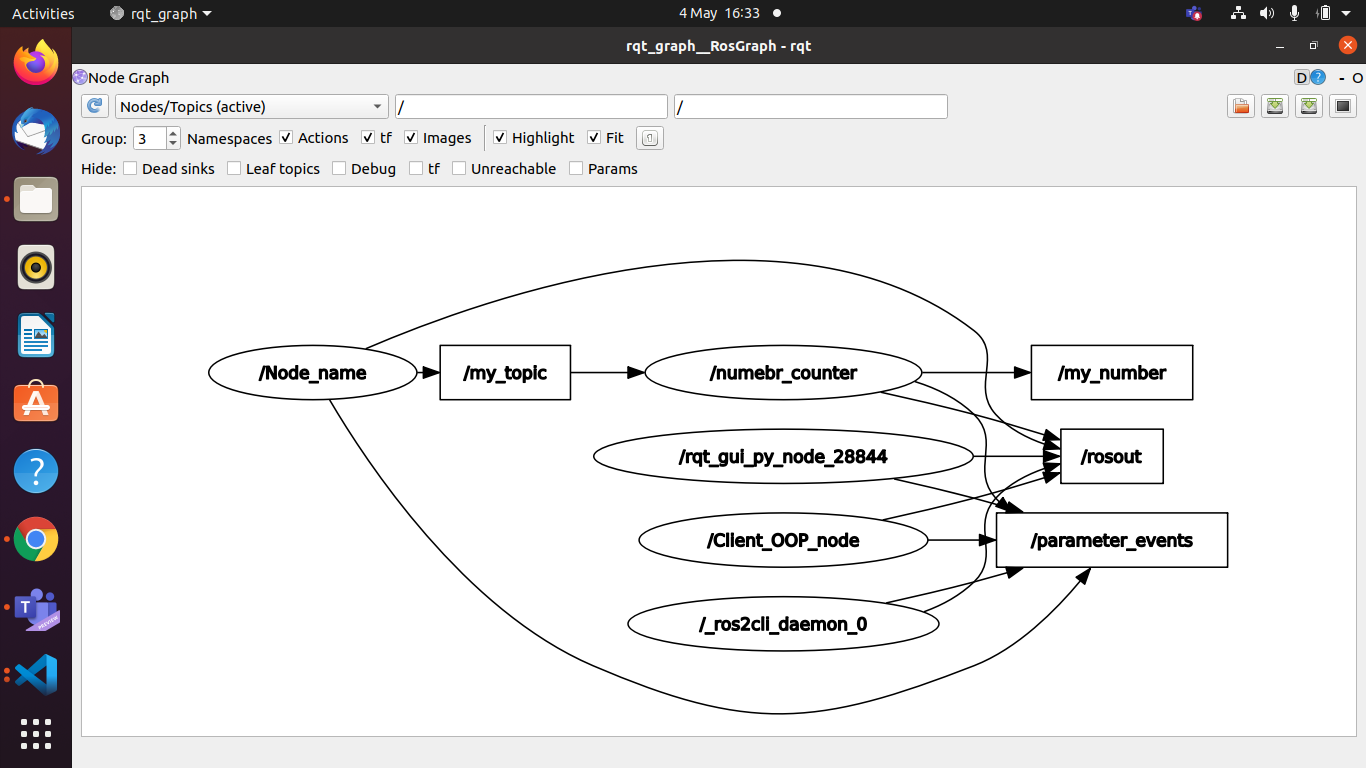 Activities rqt_graph 4 May 16:33
rqt_graph__RosGraph - rqt
Node Graph D ? - O
Nodes/Topics (active) / /
Group: 3 Namespaces Actions tf Images Highlight Fit
Hide: Dead sinks Leaf topics Debug tf Unreachable Params
/Node_name /my_topic /numebr_counter /my_number
/rqt_gui_py_node_28844 /rosout
/Client_OOP_node /parameter_events
/_ros2cli_daemon_0